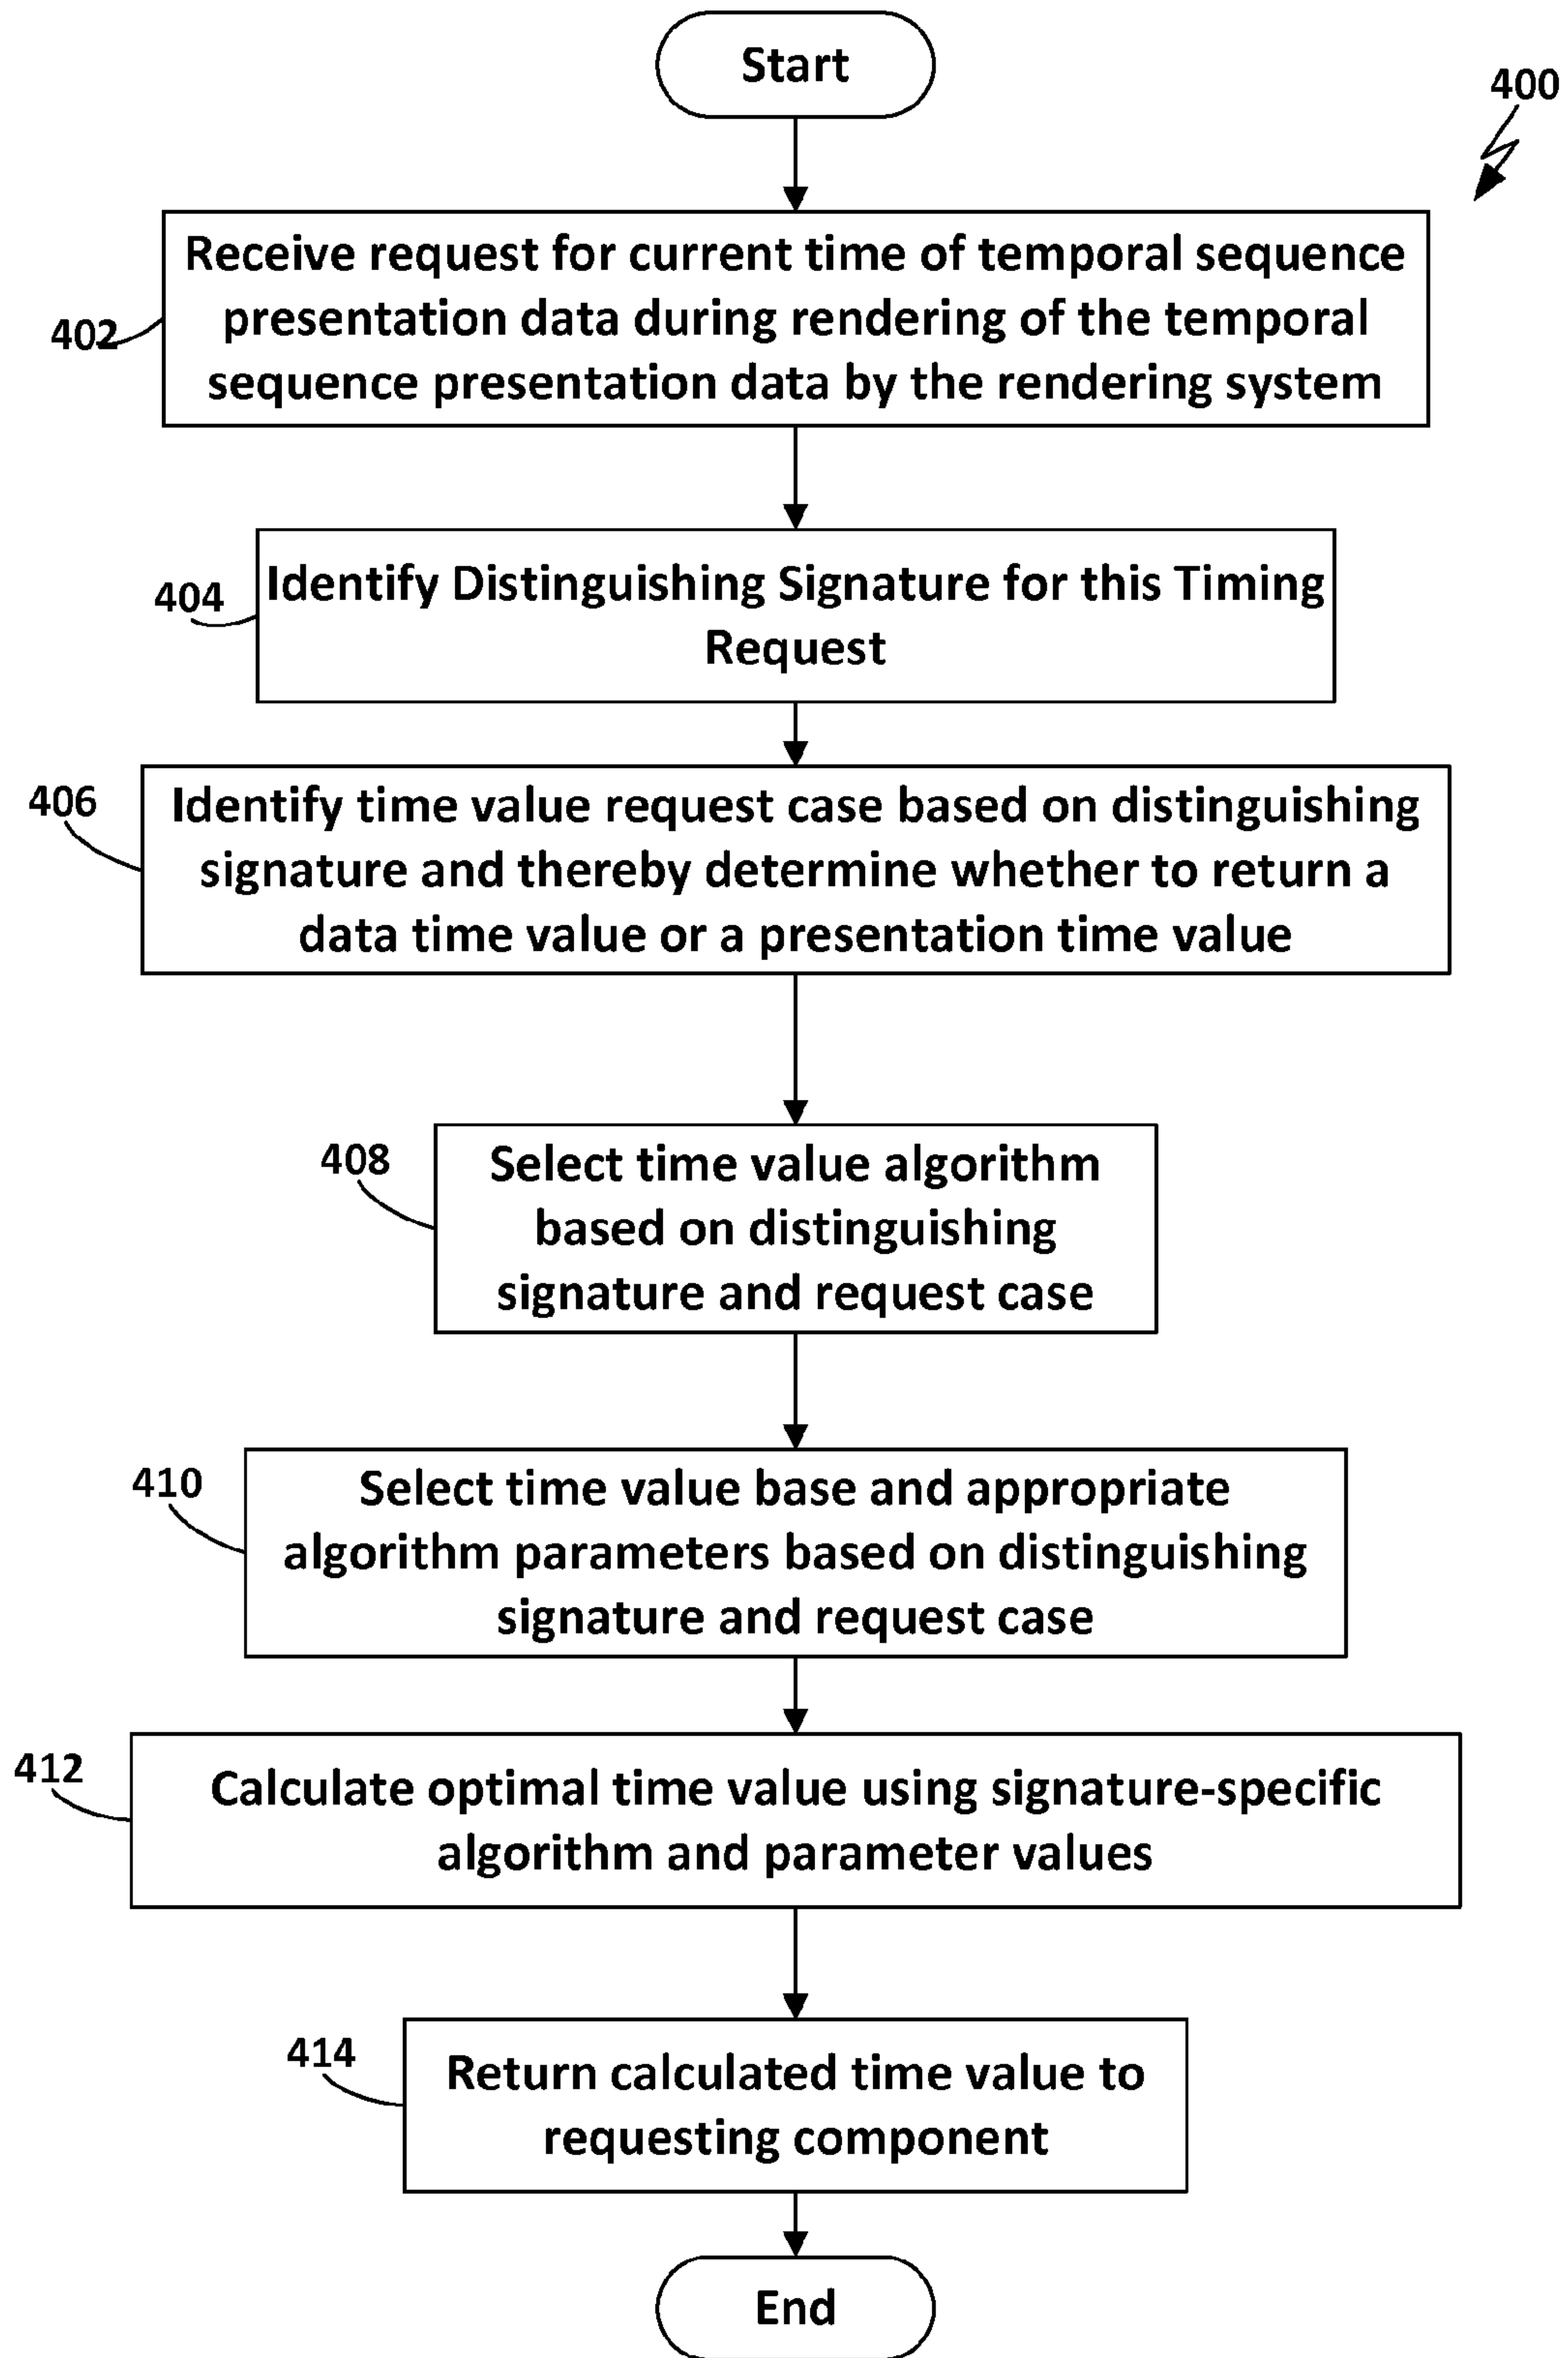 Start
400
Receive request for current time of temporal sequence
presentation data during rendering of the temporal
sequence presentation data by the rendering system
402
Identify Distinguishing Signature for this Timing
Request
404
406
Identify time value request case based on distinguishing
signature and thereby determine whether to return a
data time value or a presentation time value
408
Select time value algorithm
based on distinguishing
signature and request case
410
Select time value base and appropriate
algorithm parameters based on distinguishing
signature and request case
412
Calculate optimal time value using signature-specific
algorithm and parameter values
414
Return calculated time value to
requesting component
End